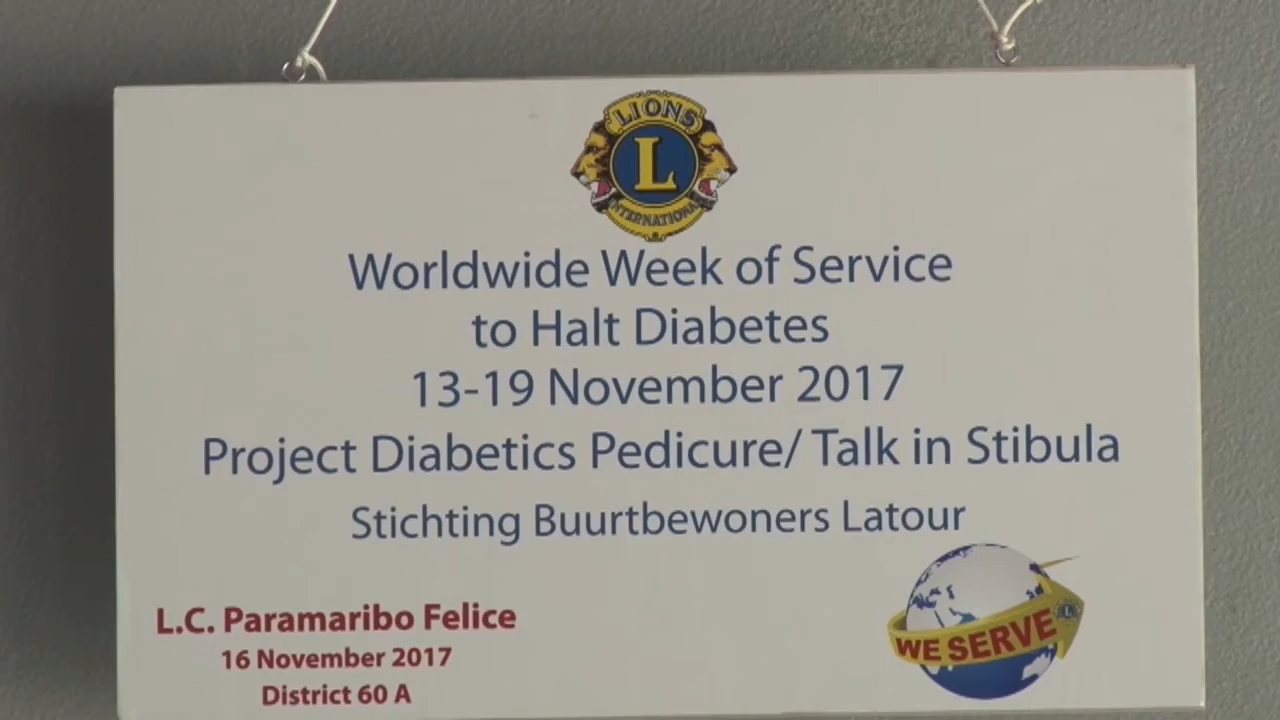 LIONS
L
INTERNATIONAL
Worldwide Week of Service
to Halt Diabetes
13-19 November 2017
Project Diabetics Pedicure/ Talk in Stibula
Stichting Buurtbewoners Latour
L.C. Paramaribo Felice
16 November 2017
District 60 A
WE SERVE
L